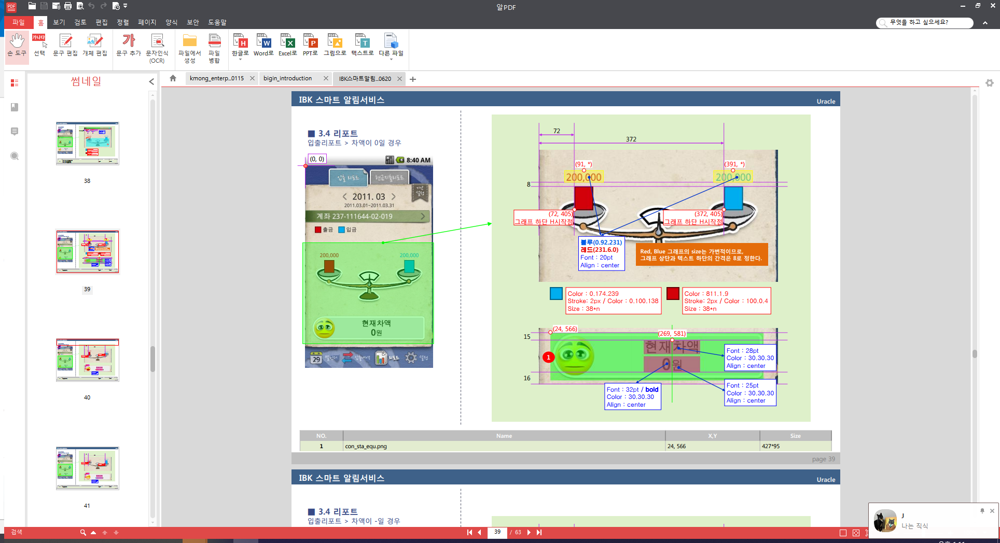 알PDF
파일 홈 보기 검토 편집 정렬 페이지 양식 보안 도움말
무엇을 하고 싶으세요?
손 도구
가나다
선택
문구 편집
개체 편집
가
문구 추가
문자인식
(OCR)
파일에서
생성
파일
병합
한글로
Word로
Excel로
PPT로
그림으로
텍스트로
다른 파일
썸네일
kmong_enterp...0115
bigin_introduction
IBK스마트알림...0620
38
39
40
41
IBK 스마트 알림서비스
Uracle
■ 3.4 리포트
입출리포트 > 차액이 0일 경우
(0, 0)
8:40 AM
입출 리포트
현금지출리포트
기간
설정
2011. 03
2011.03.01~2011.03.31
계좌 237-111644-02-019
출금
입금
200,000
200,000
현재차액
0원
29
캘린더
입출내역
리포트
설정
72
372
(91, *)
(391, *)
200,000
200,000
8
(72, 405)
그래프 하단 H시작점
(372, 405)
그래프 하단 H시작점
블루(0.92.231)
레드(231.6.0)
Font : 20pt
Align : center
Red, Blue 그래프의 size는 가변적이므로,
그래프 상단과 텍스트 하단의 간격은 8로 정한다.
Color : 0.174.239
Stroke: 2px / Color : 0.100.138
Size : 38*n
Color : 811.1.9
Stroke: 2px / Color : 100.0.4
Size : 38*n
(24, 566)
(269, 581)
15
1
현재차액
0원
16
Font : 28pt
Color : 30.30.30
Align : center
Font : 32pt / bold
Color : 30.30.30
Align : center
Font : 25pt
Color : 30.30.30
Align : center
NO. Name X,Y Size
1 con_sta_equ.png 24, 566 427*95
page 39
IBK 스마트 알림서비스
Uracle
■ 3.4 리포트
입출리포트 > 차액이 -일 경우
J
나는 직식
검색
39 / 63